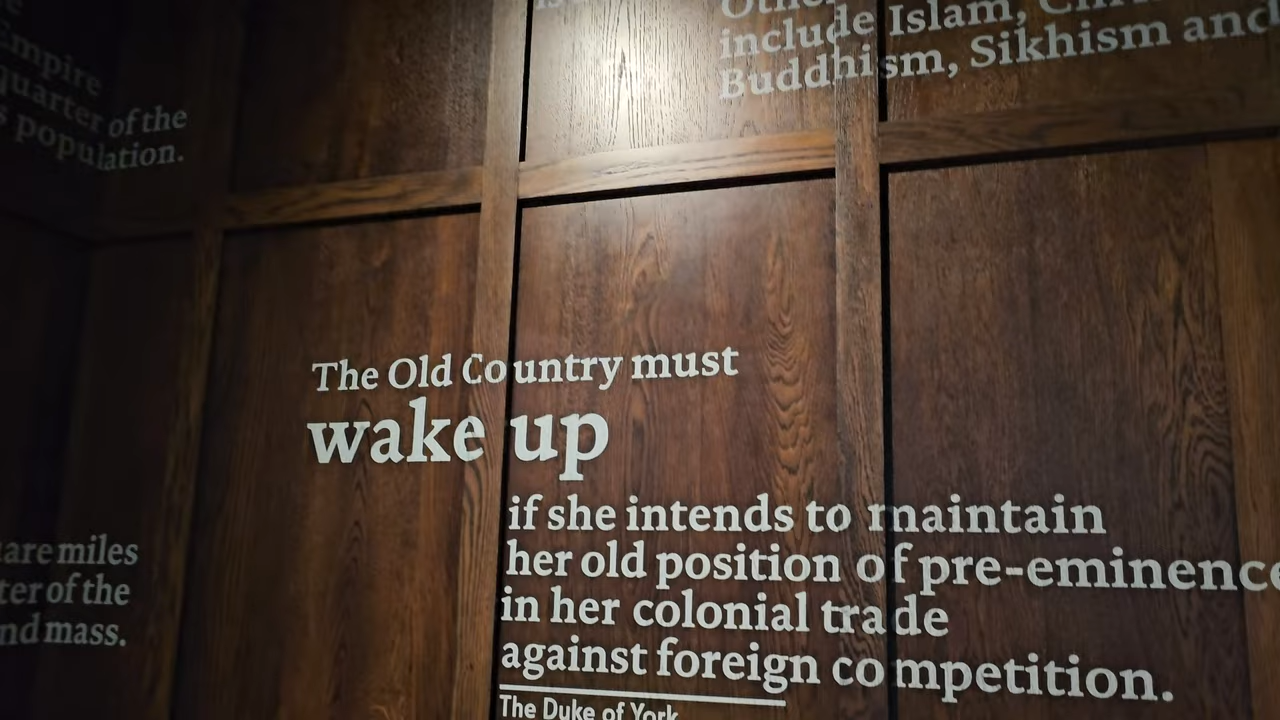 Empire
quarter of the
population.
include Islam,
Buddhism, Sikhism and
The Old Country must
wake up
if she intends to maintain
her old position of pre-eminence
in her colonial trade
against foreign competition.
The Duke of York
miles
of the
mass.